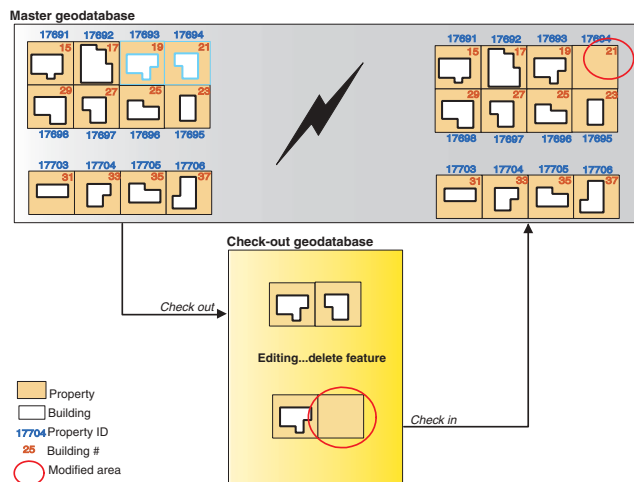 Master geodatabase
17691 17692 17693 17694
15 17 19 21
29 27 25 23
17698 17697 17696 17695
17703 17704 17705 17706
31 33 35 37
17691 17692 17693 17694
15 17 19 21
29 27 25 23
17698 17697 17696 17695
17703 17704 17705 17706
31 33 35 37
Check-out geodatabase
Check out
Editing...delete feature
Check in
Property
Building
17704 Property ID
25 Building #
Modified area